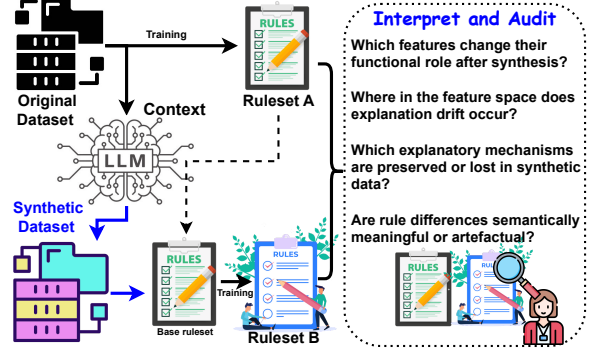 Interpret and Audit
Training
RULES
Which features change their
functional role after synthesis?
Original
Dataset
Ruleset A
Context
Where in the feature space does
explanation drift occur?
LLM
Which explanatory mechanisms
are preserved or lost in synthetic
data?
Synthetic
Dataset
Are rule differences semantically
meaningful or artefactual?
RULES
RULES
Training
Base ruleset
Ruleset B
RULES